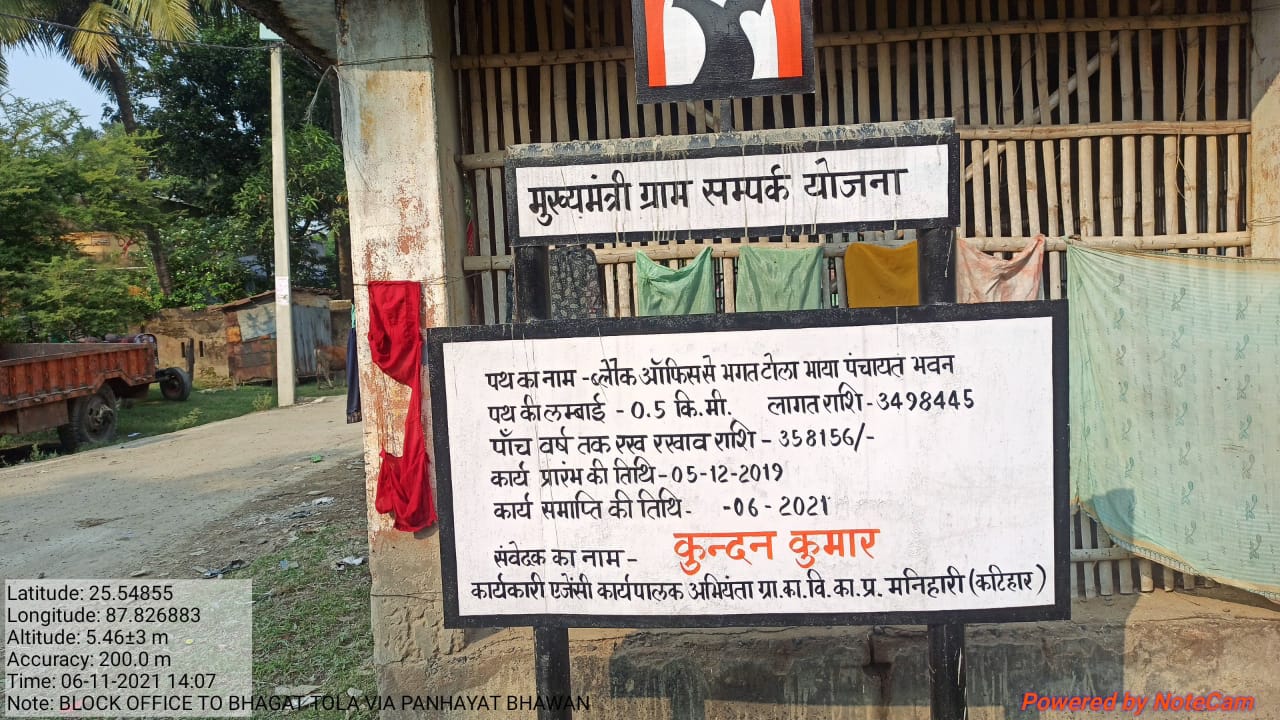 मुख्यमंत्री ग्राम सम्पर्क योजना
पथ का नाम - ब्लौक ऑफिस से भगत टोला भाया पंचायत भवन
पथ की लम्बाई - 0.5 कि.मी. लागत राशि - 3498445
पाँच वर्ष तक रख रखाव राशि - 358156/-
कार्य प्रारंभ की तिथि - 05-12-2019
कार्य समाप्ति की तिथि - -06-2021
संवेदक का नाम - कुन्दन कुमार
कार्यकारी एजेंसी कार्यपालक अभियंता ग्रा.का.वि.का.प्र. मनिहारी (कटिहार)
Latitude: 25.54855
Longitude: 87.826883
Altitude: 5.46±3 m
Accuracy: 200.0 m
Time: 06-11-2021 14:07
Note: BLOCK OFFICE TO BHAGAT TOLA VIA PANHAYAT BHAWAN
Powered by NoteCam